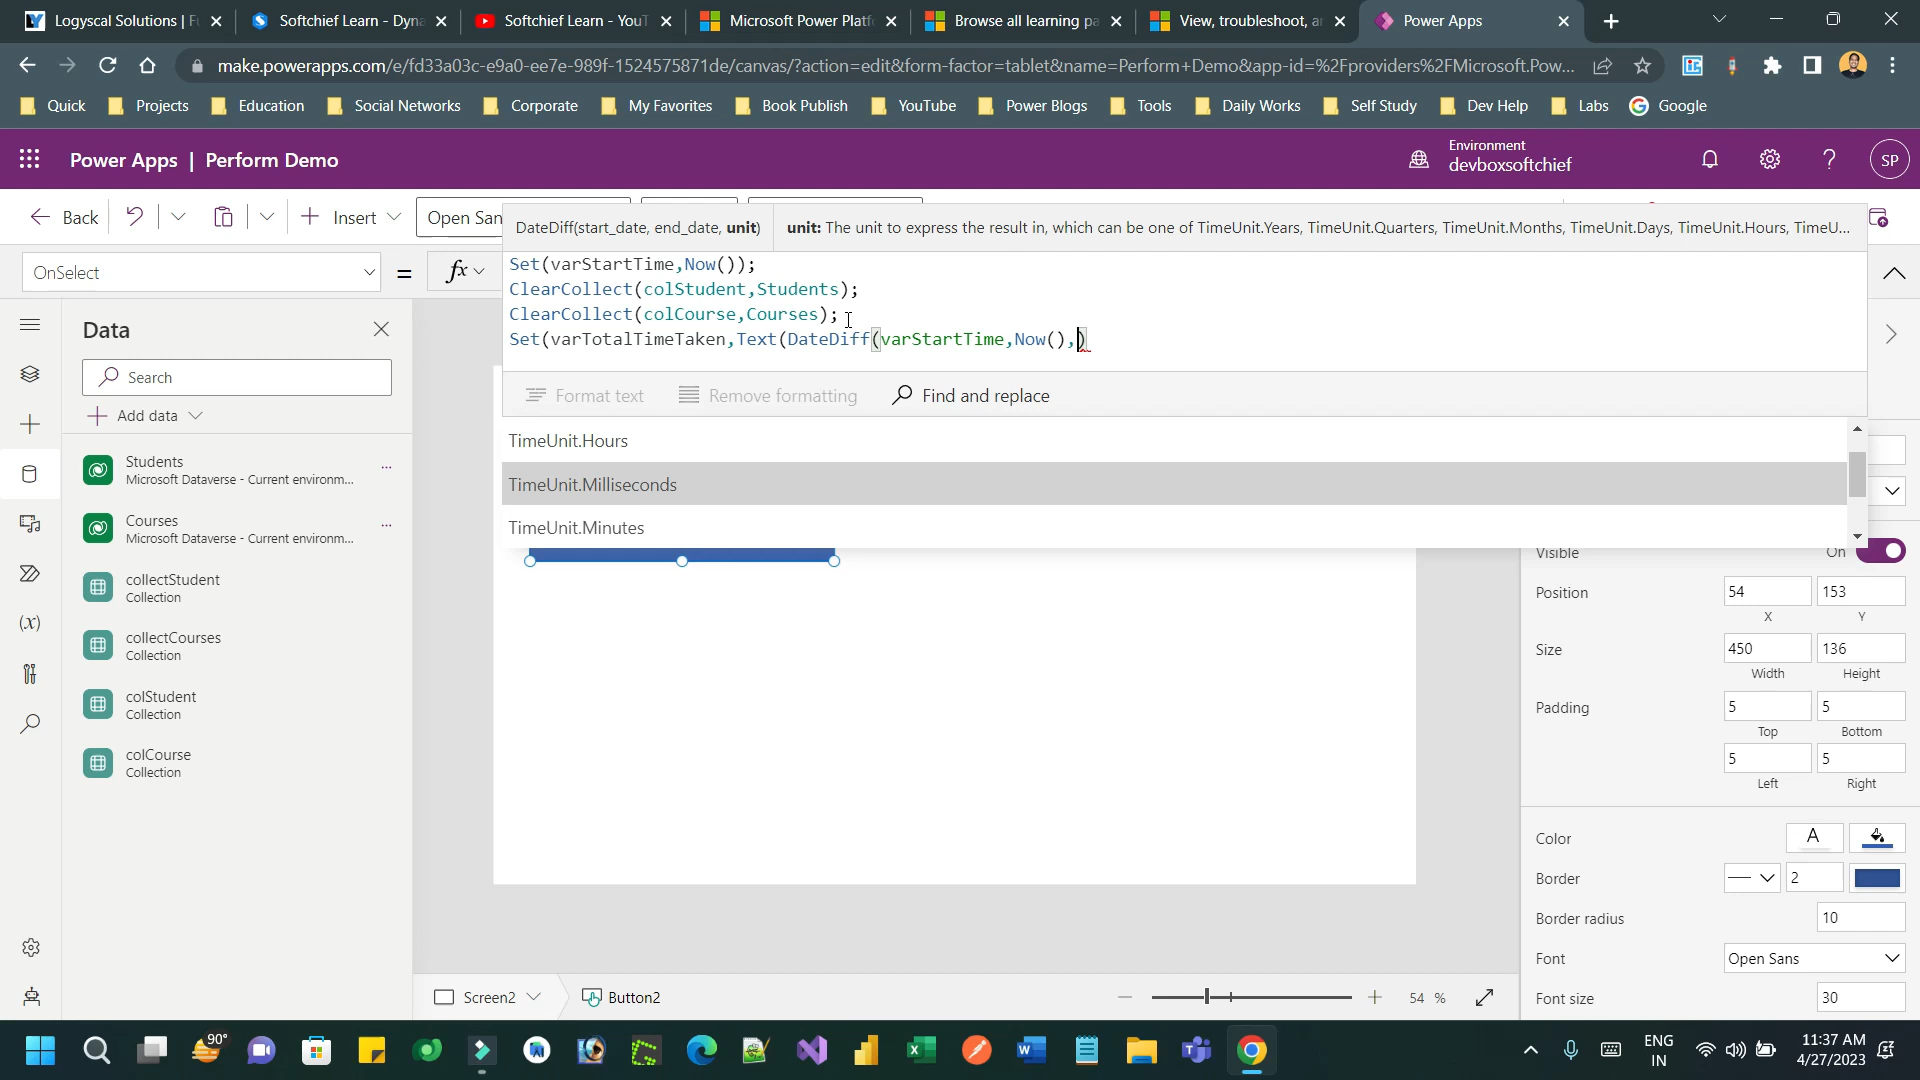 Logyscal Solutions | Fu
Softchief Learn - Dyna
Softchief Learn - YouT
Microsoft Power Platfo
Browse all learning pa
View, troubleshoot, an
Power Apps
make.powerapps.com/e/fd33a03c-e9a0-ee7e-989f-1524575871de/canvas/?action=edit&form-factor=tablet&name=Perform+Demo&app-id=%2Fproviders%2FMicrosoft.Pow...
Quick
Projects
Education
Social Networks
Corporate
My Favorites
Book Publish
YouTube
Power Blogs
Tools
Daily Works
Self Study
Dev Help
Labs
Google
Power Apps | Perform Demo
Environment
devboxsoftchief
SP
Back
Insert
Open San
DateDiff(start_date, end_date, unit)
unit: The unit to express the result in, which can be one of TimeUnit.Years, TimeUnit.Quarters, TimeUnit.Months, TimeUnit.Days, TimeUnit.Hours, TimeU...
OnSelect
=
fx
Set(varStartTime,Now());
ClearCollect(colStudent,Students);
ClearCollect(colCourse,Courses);
Set(varTotalTimeTaken,Text(DateDiff(varStartTime,Now(),)
Format text
Remove formatting
Find and replace
TimeUnit.Hours
TimeUnit.Milliseconds
TimeUnit.Minutes
Data
Search
Add data
Students
Microsoft Dataverse - Current environm...
Courses
Microsoft Dataverse - Current environm...
collectStudent
Collection
collectCourses
Collection
colStudent
Collection
colCourse
Collection
Visible
On
Position
54
153
X
Y
Size
450
136
Width
Height
Padding
5
5
Top
Bottom
5
5
Left
Right
Color
A
Border
2
Border radius
10
Font
Open Sans
Font size
30
Screen2
Button2
54 %
90°
ENG
IN
11:37 AM
4/27/2023